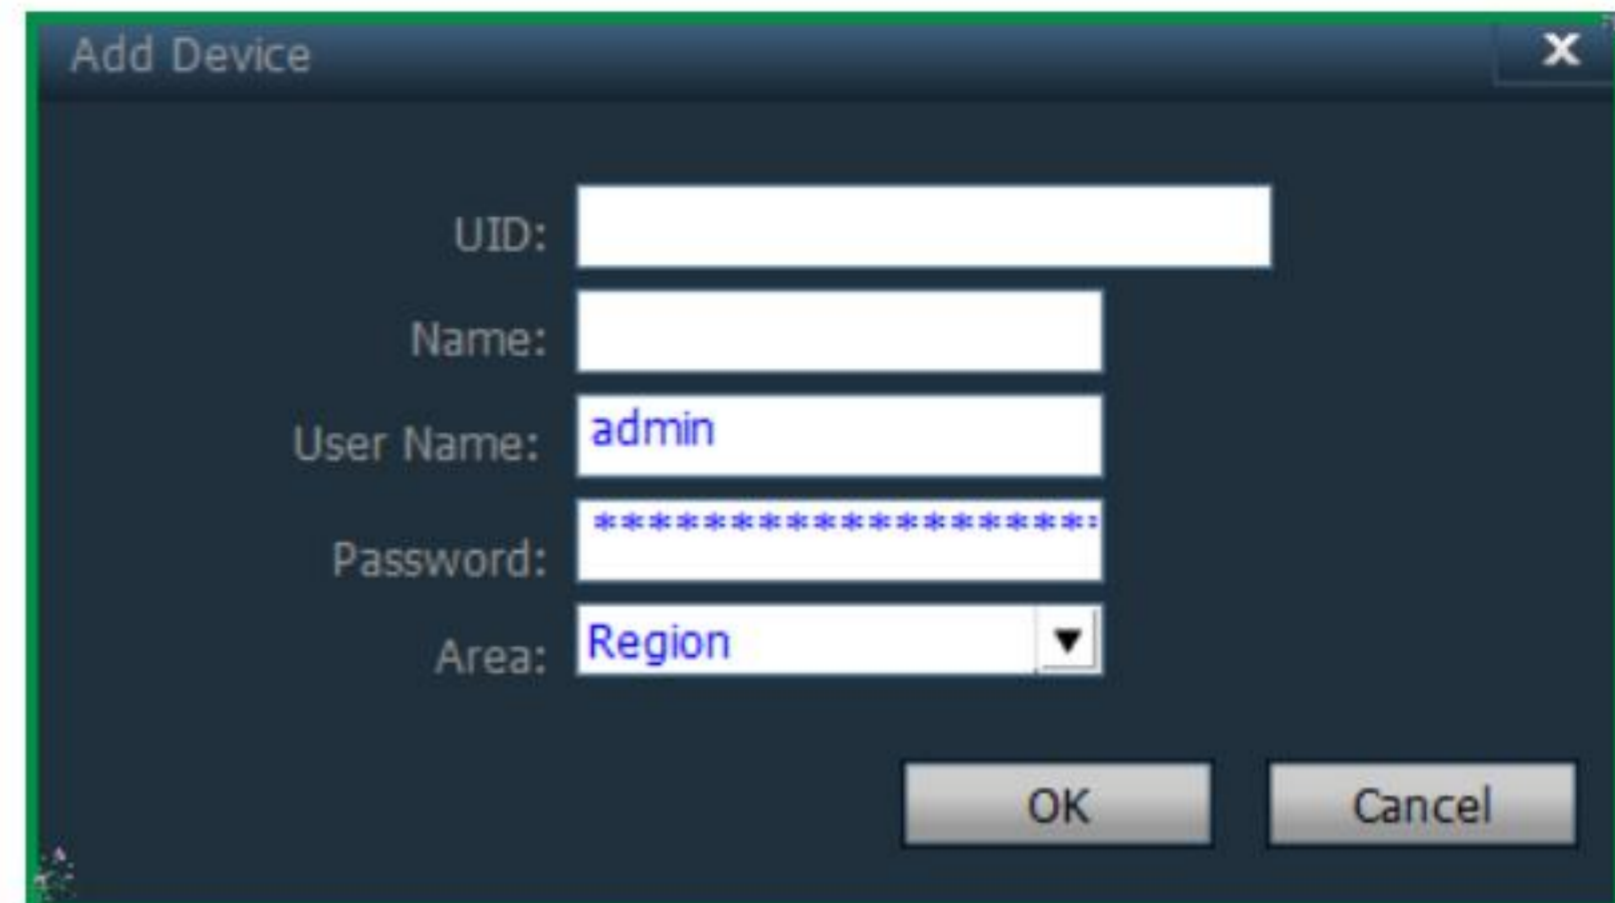 Add Device
UID:
Name:
User Name: admin
Password: *******************
Area: Region
OK Cancel